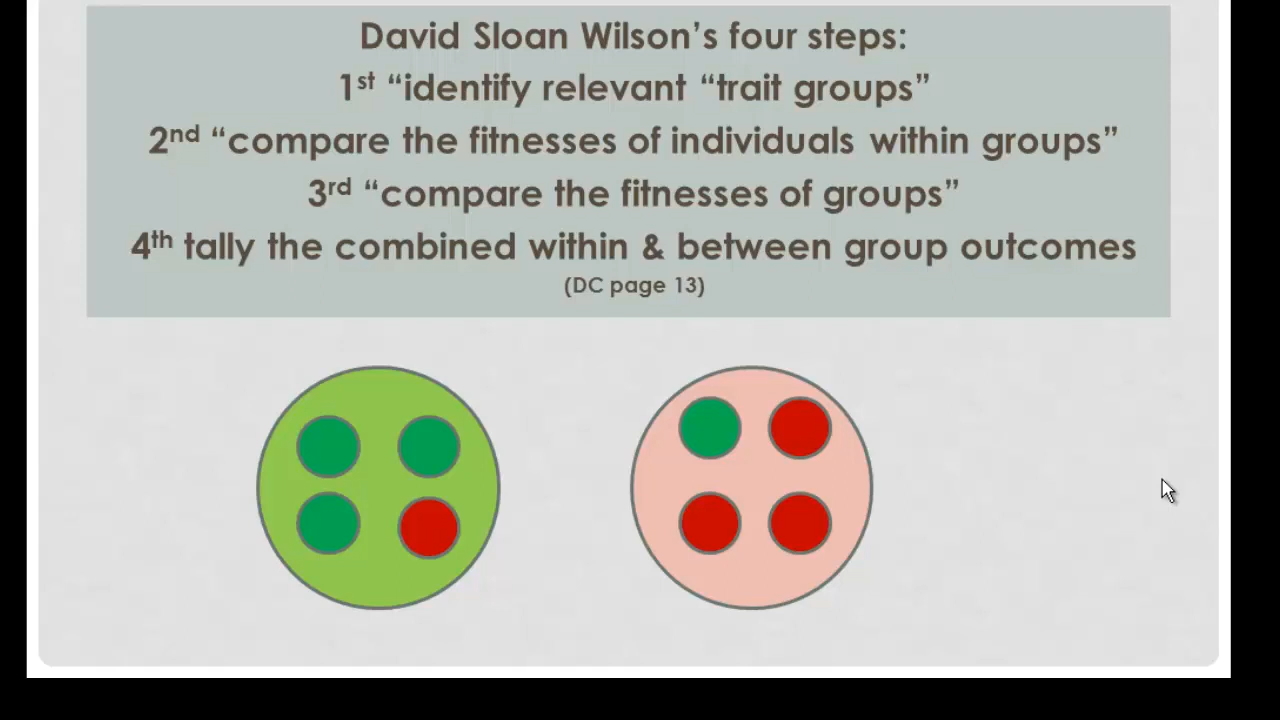 David Sloan Wilson’s four steps:
1st “identify relevant “trait groups”
2nd “compare the fitnesses of individuals within groups”
3rd “compare the fitnesses of groups”
4th tally the combined within & between group outcomes
(DC page 13)